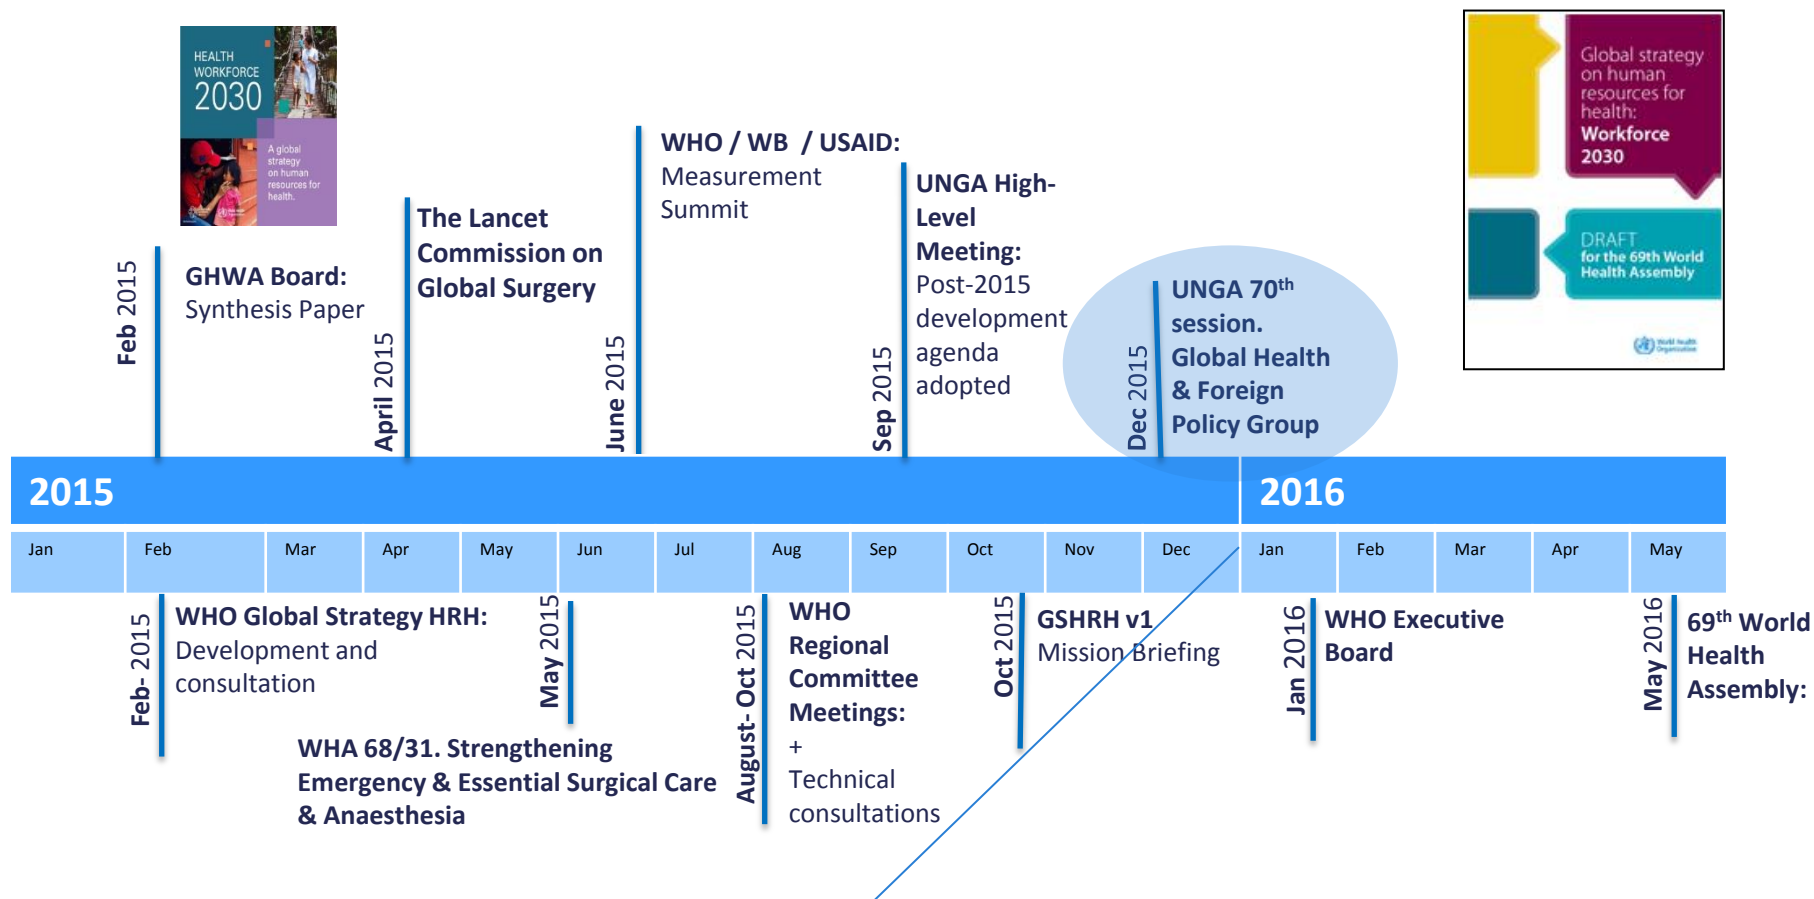 HEALTH
WORKFORCE
2030
A global
strategy
on human
resources for
health.
Global strategy
on human
resources for
health:
Workforce
2030
DRAFT
for the 69th World
Health Assembly
World Health
Organization
Feb 2015
GHWA Board:
Synthesis Paper
April 2015
The Lancet
Commission on
Global Surgery
June 2015
WHO / WB / USAID:
Measurement
Summit
Sep 2015
UNGA High-
Level
Meeting:
Post-2015
development
agenda
adopted
Dec 2015
UNGA 70th
session.
Global Health
& Foreign
Policy Group
2015
2016
Jan
Feb
Mar
Apr
May
Jun
Jul
Aug
Sep
Oct
Nov
Dec
Jan
Feb
Mar
Apr
May
Feb- 2015
WHO Global Strategy HRH:
Development and
consultation
May 2015
WHA 68/31. Strengthening
Emergency & Essential Surgical Care
& Anaesthesia
August- Oct 2015
WHO
Regional
Committee
Meetings:
+
Technical
consultations
Oct 2015
GSHRH v1
Mission Briefing
Jan 2016
WHO Executive
Board
May 2016
69th World
Health
Assembly: